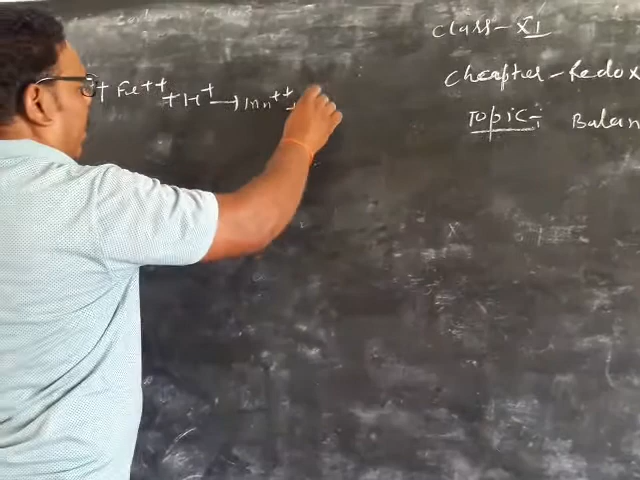 Class - XI
Cheapter - Redox
Topic :- Balan
+ Fe++ + H+ → Mn++ +